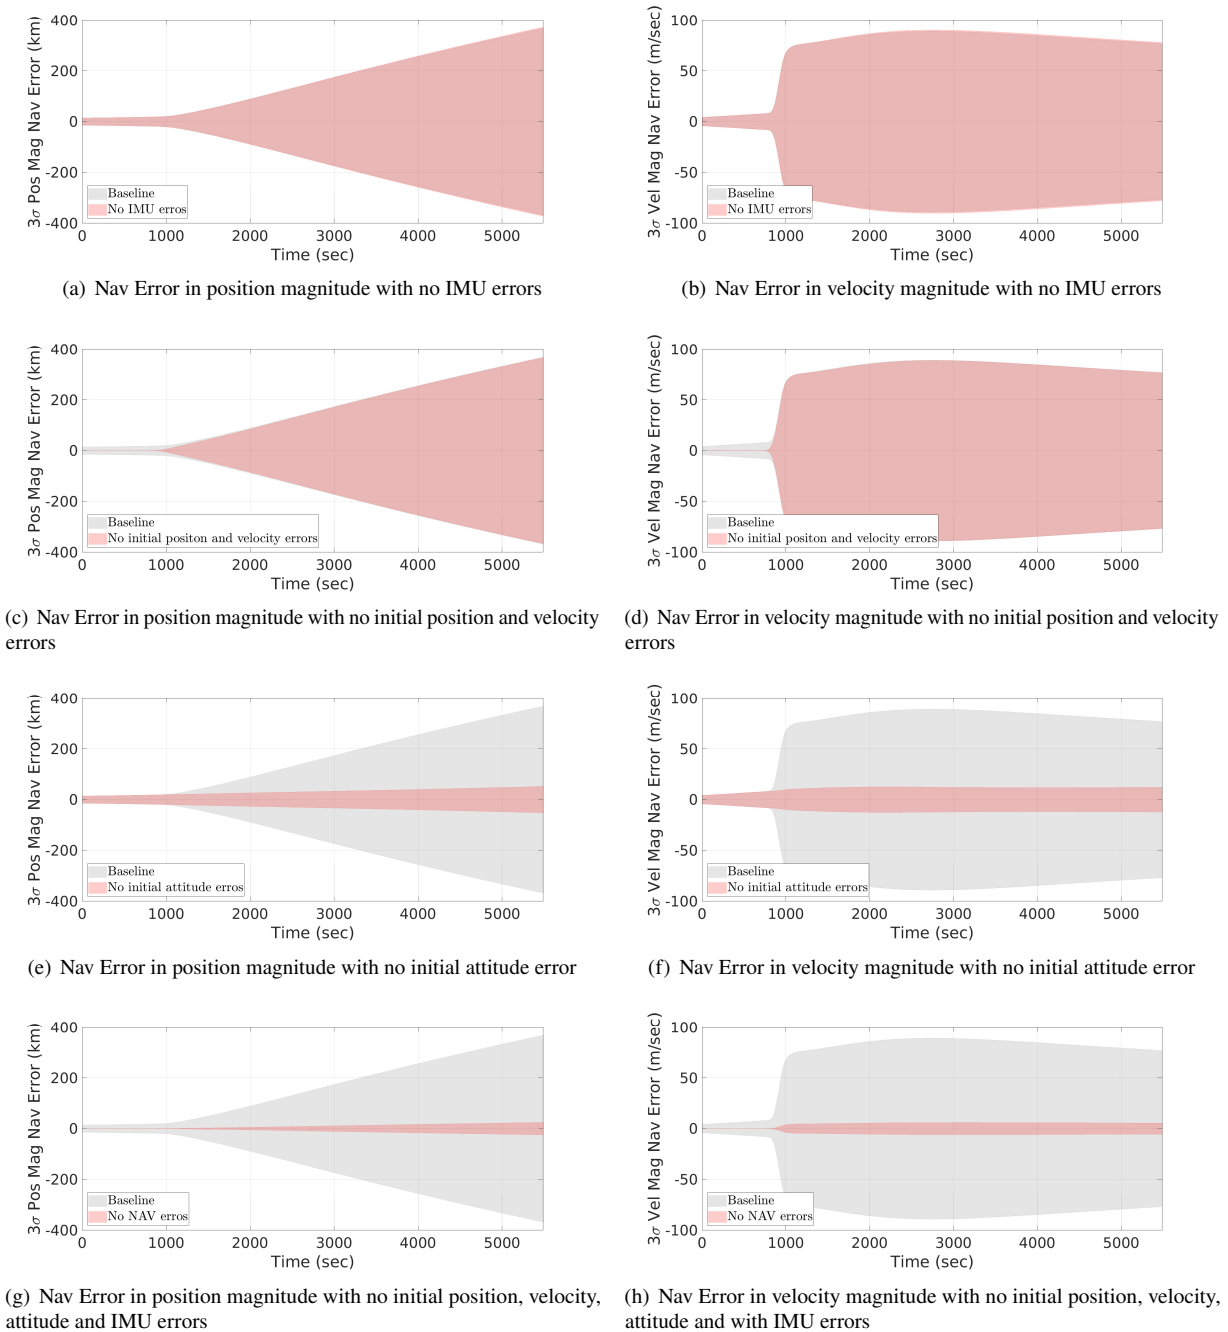 3σ Pos Mag Nav Error (km)
400
200
0
-200
-400
0 1000 2000 3000 4000 5000
Time (sec)
Baseline
No IMU erros
(a) Nav Error in position magnitude with no IMU errors
3σ Vel Mag Nav Error (m/sec)
100
50
0
-50
-100
0 1000 2000 3000 4000 5000
Time (sec)
Baseline
No IMU errors
(b) Nav Error in velocity magnitude with no IMU errors
3σ Pos Mag Nav Error (km)
400
200
0
-200
-400
0 1000 2000 3000 4000 5000
Time (sec)
Baseline
No initial positon and velocity errors
(c) Nav Error in position magnitude with no initial position and velocity
errors
3σ Vel Mag Nav Error (m/sec)
100
50
0
-50
-100
0 1000 2000 3000 4000 5000
Time (sec)
Baseline
No initial positon and velocity errors
(d) Nav Error in velocity magnitude with no initial position and velocity
errors
3σ Pos Mag Nav Error (km)
400
200
0
-200
-400
0 1000 2000 3000 4000 5000
Time (sec)
Baseline
No initial attitude erros
(e) Nav Error in position magnitude with no initial attitude error
3σ Vel Mag Nav Error (m/sec)
100
50
0
-50
-100
0 1000 2000 3000 4000 5000
Time (sec)
Baseline
No initial attitude errors
(f) Nav Error in velocity magnitude with no initial attitude error
3σ Pos Mag Nav Error (km)
400
200
0
-200
-400
0 1000 2000 3000 4000 5000
Time (sec)
Baseline
No NAV erros
(g) Nav Error in position magnitude with no initial position, velocity,
attitude and IMU errors
3σ Vel Mag Nav Error (m/sec)
100
50
0
-50
-100
0 1000 2000 3000 4000 5000
Time (sec)
Baseline
No NAV errors
(h) Nav Error in velocity magnitude with no initial position, velocity,
attitude and with IMU errors